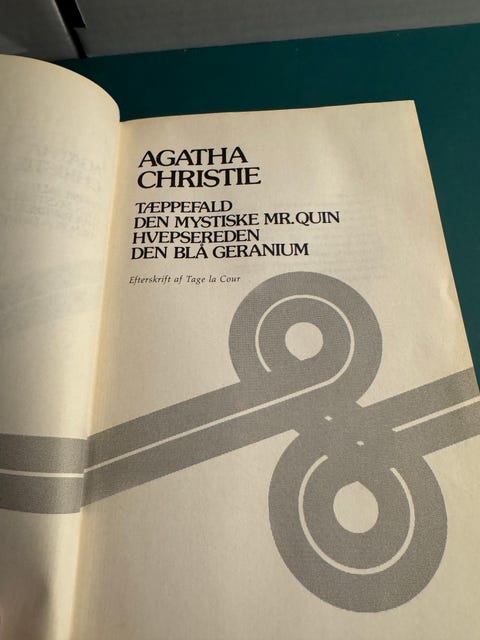 AGATHA
CHRISTIE
TÆPPEFALD
DEN MYSTISKE MR. QUIN
HVEPSEREDEN
DEN BLÅ GERANIUM
Efterskrift af Tage la Cour